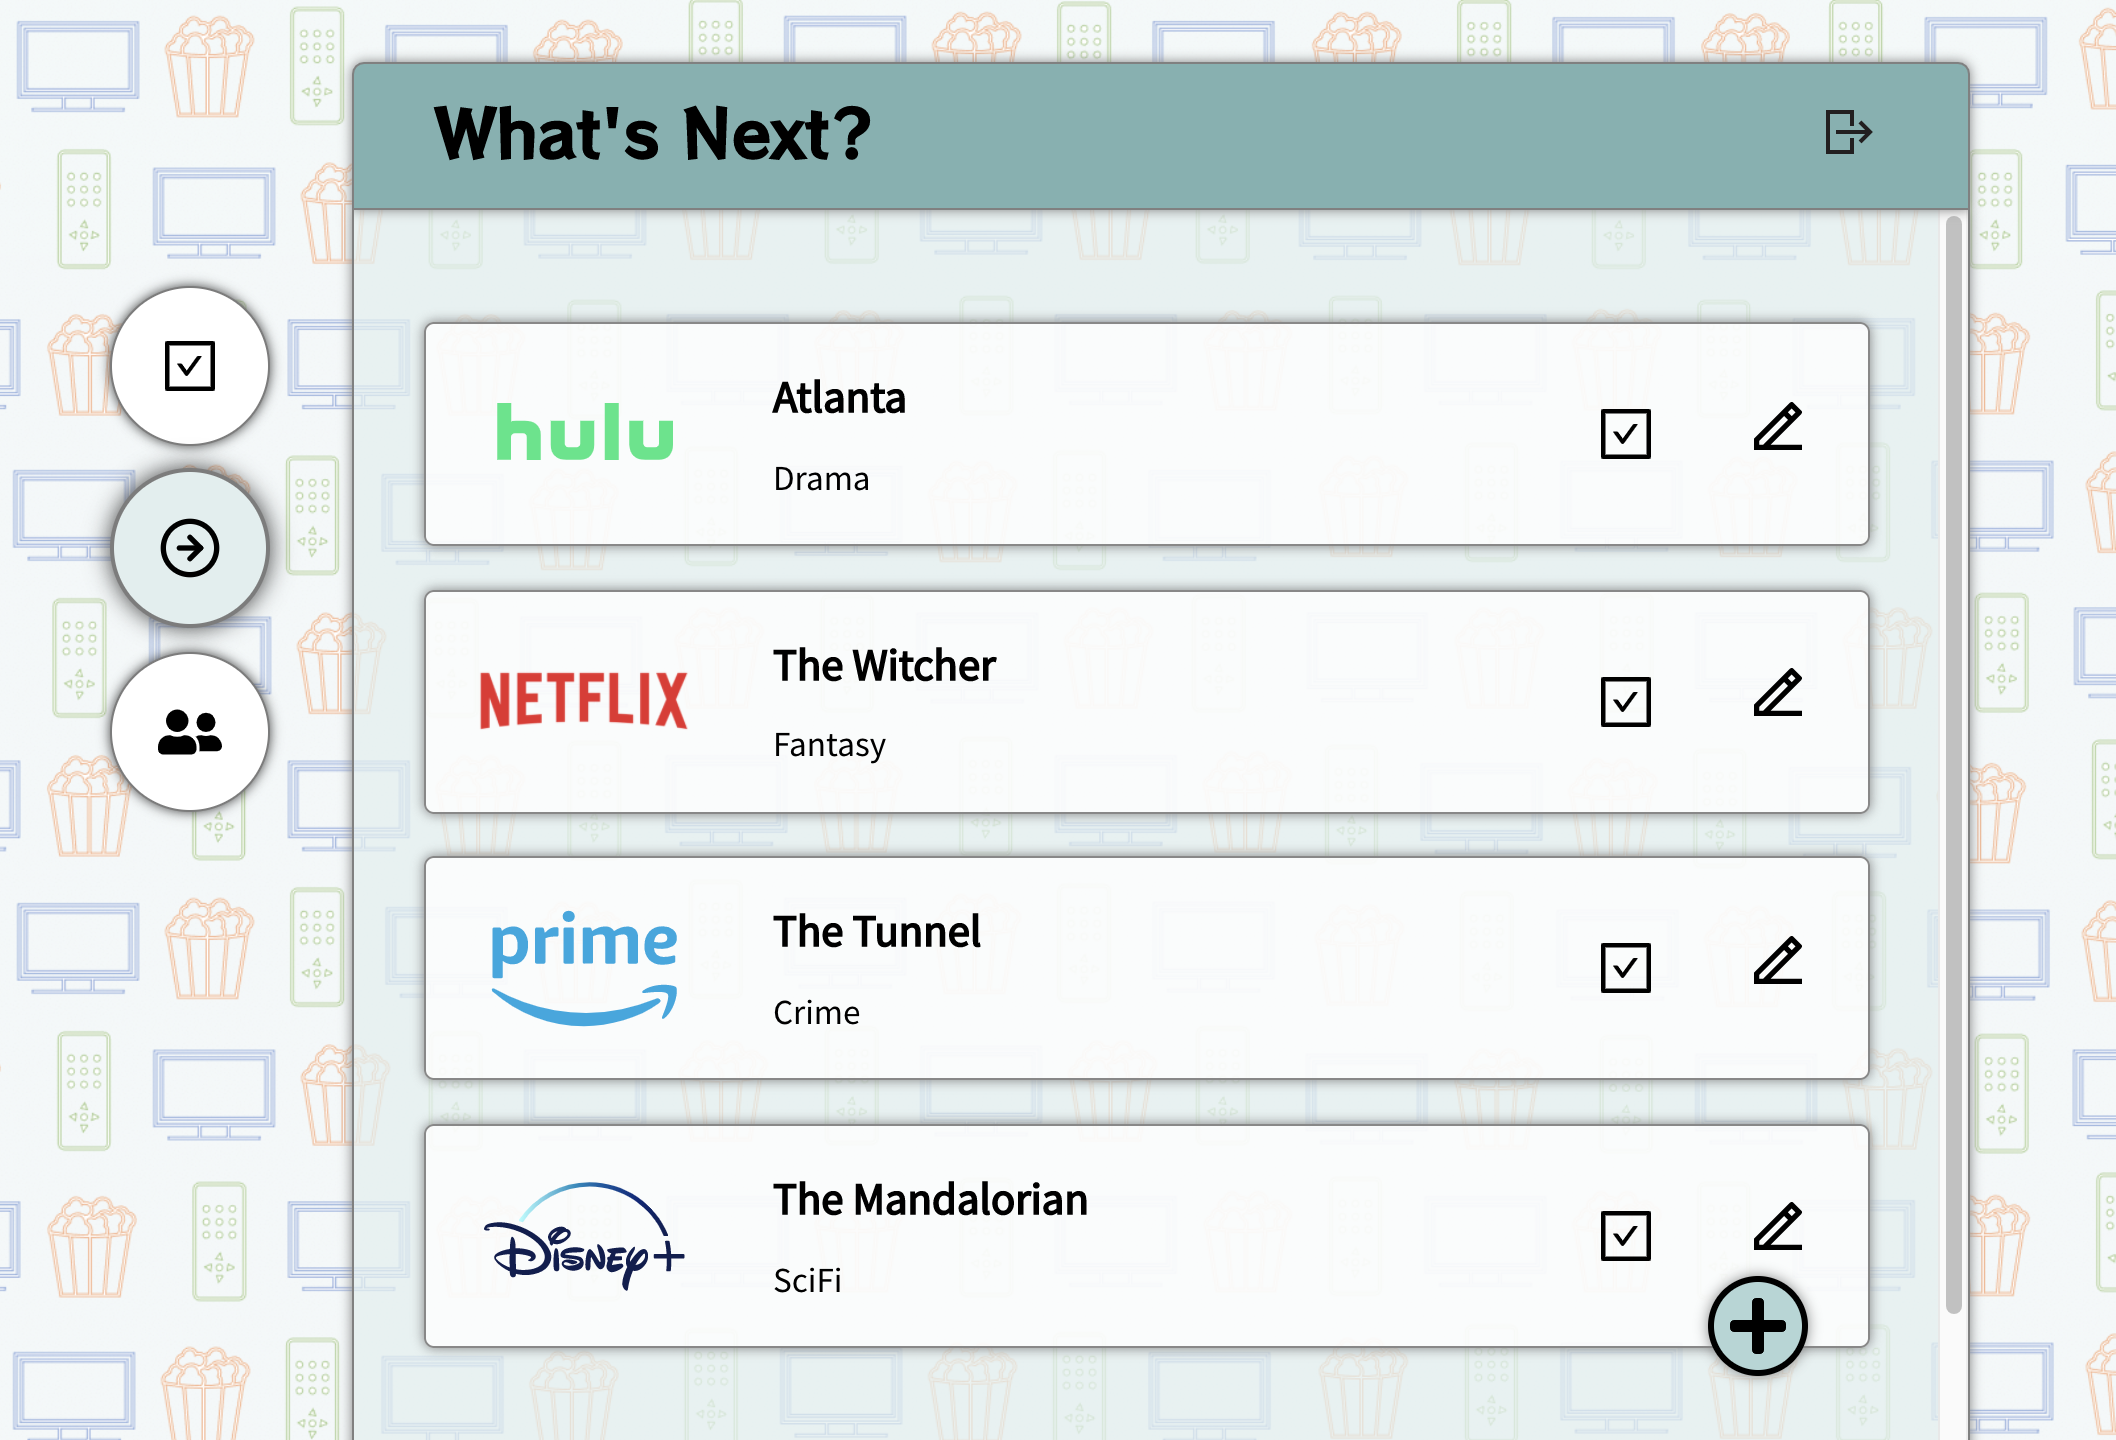 What's Next?
hulu
Atlanta
Drama
NETFLIX
The Witcher
Fantasy
prime
The Tunnel
Crime
Disney+
The Mandalorian
SciFi